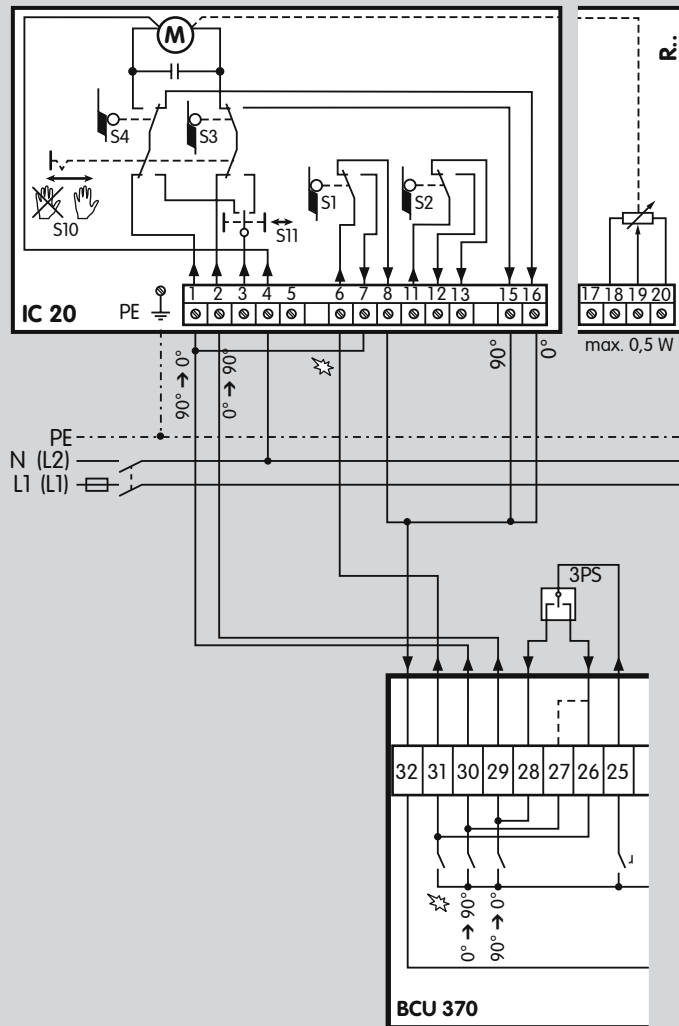 M
R..
S4
S3
S1
S2
S10
S11
1 2 3 4 5 6 7 8 11 12 13 15 16
17 18 19 20
IC 20
PE
max. 0,5 W
90° → 0°
0° → 90°
90°
0°
PE
N (L2)
L1 (L1)
3PS
32 31 30 29 28 27 26 25
0° → 90°
90° → 0°
BCU 370